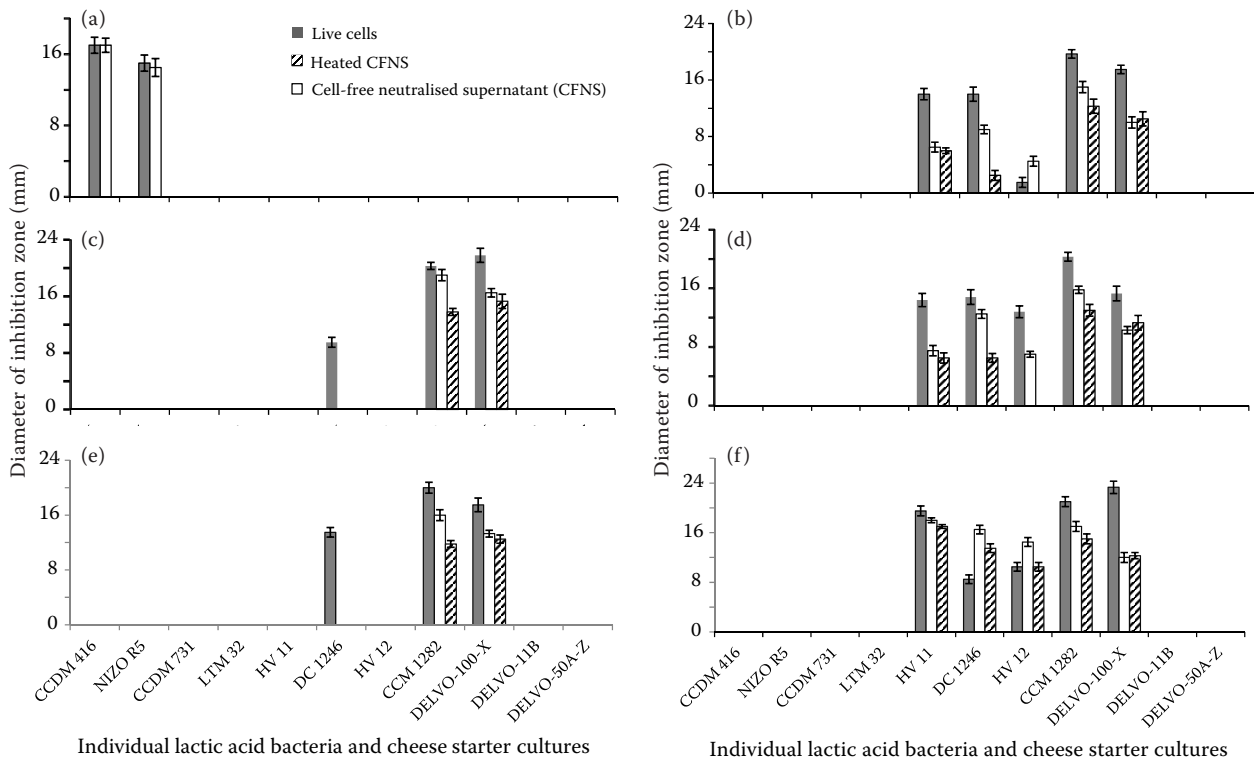 (a)
Live cells
Heated CFNS
Cell-free neutralised supernatant (CFNS)
16
8
0
(b)
24
16
8
0
(c)
24
16
8
0
(d)
24
16
8
0
(e)
24
16
8
0
(f)
24
16
8
0
Diameter of inhibition zone (mm)
Diameter of inhibition zone (mm)
CCDM 416
NIZO R5
CCDM 731
LTM 32
HV 11
DC 1246
HV 12
CCM 1282
DELVO-100-X
DELVO-11B
DELVO-50A-Z
CCDM 416
NIZO R5
CCDM 731
LTM 32
HV 11
DC 1246
HV 12
CCM 1282
DELVO-100-X
DELVO-11B
DELVO-50A-Z
Individual lactic acid bacteria and cheese starter cultures
Individual lactic acid bacteria and cheese starter cultures